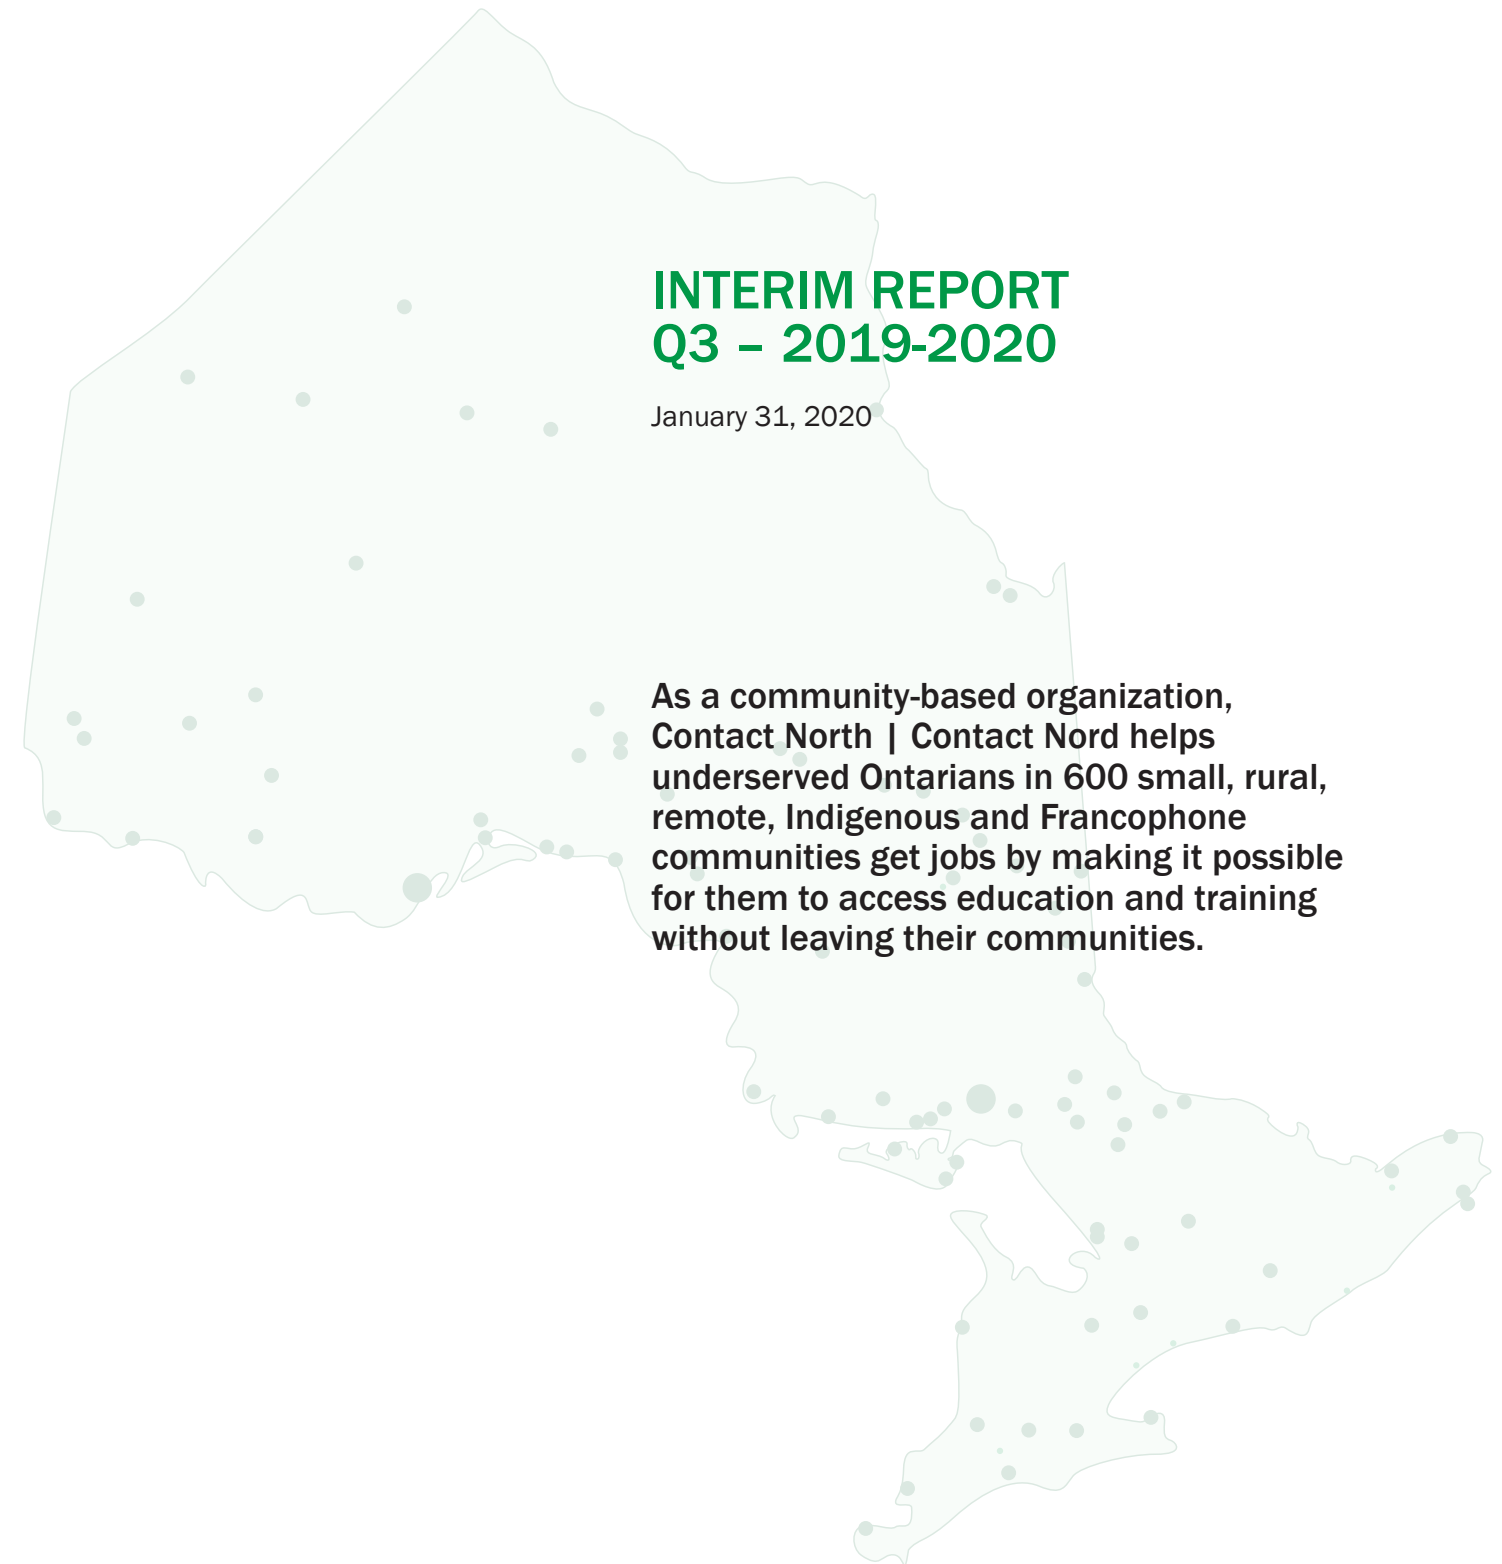 INTERIM REPORT
Q3 – 2019-2020
January 31, 2020
As a community-based organization,
Contact North | Contact Nord helps
underserved Ontarians in 600 small, rural,
remote, Indigenous and Francophone
communities get jobs by making it possible
for them to access education and training
without leaving their communities.